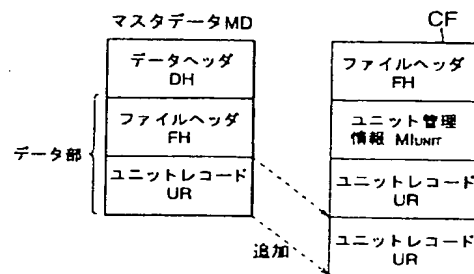 マスタデータMD
データヘッダ
DH
ファイルヘッダ
FH
ユニットレコード
UR
データ部
追加
CF
ファイルヘッダ
FH
ユニット管理
情報 MIUNIT
ユニットレコード
UR
ユニットレコード
UR